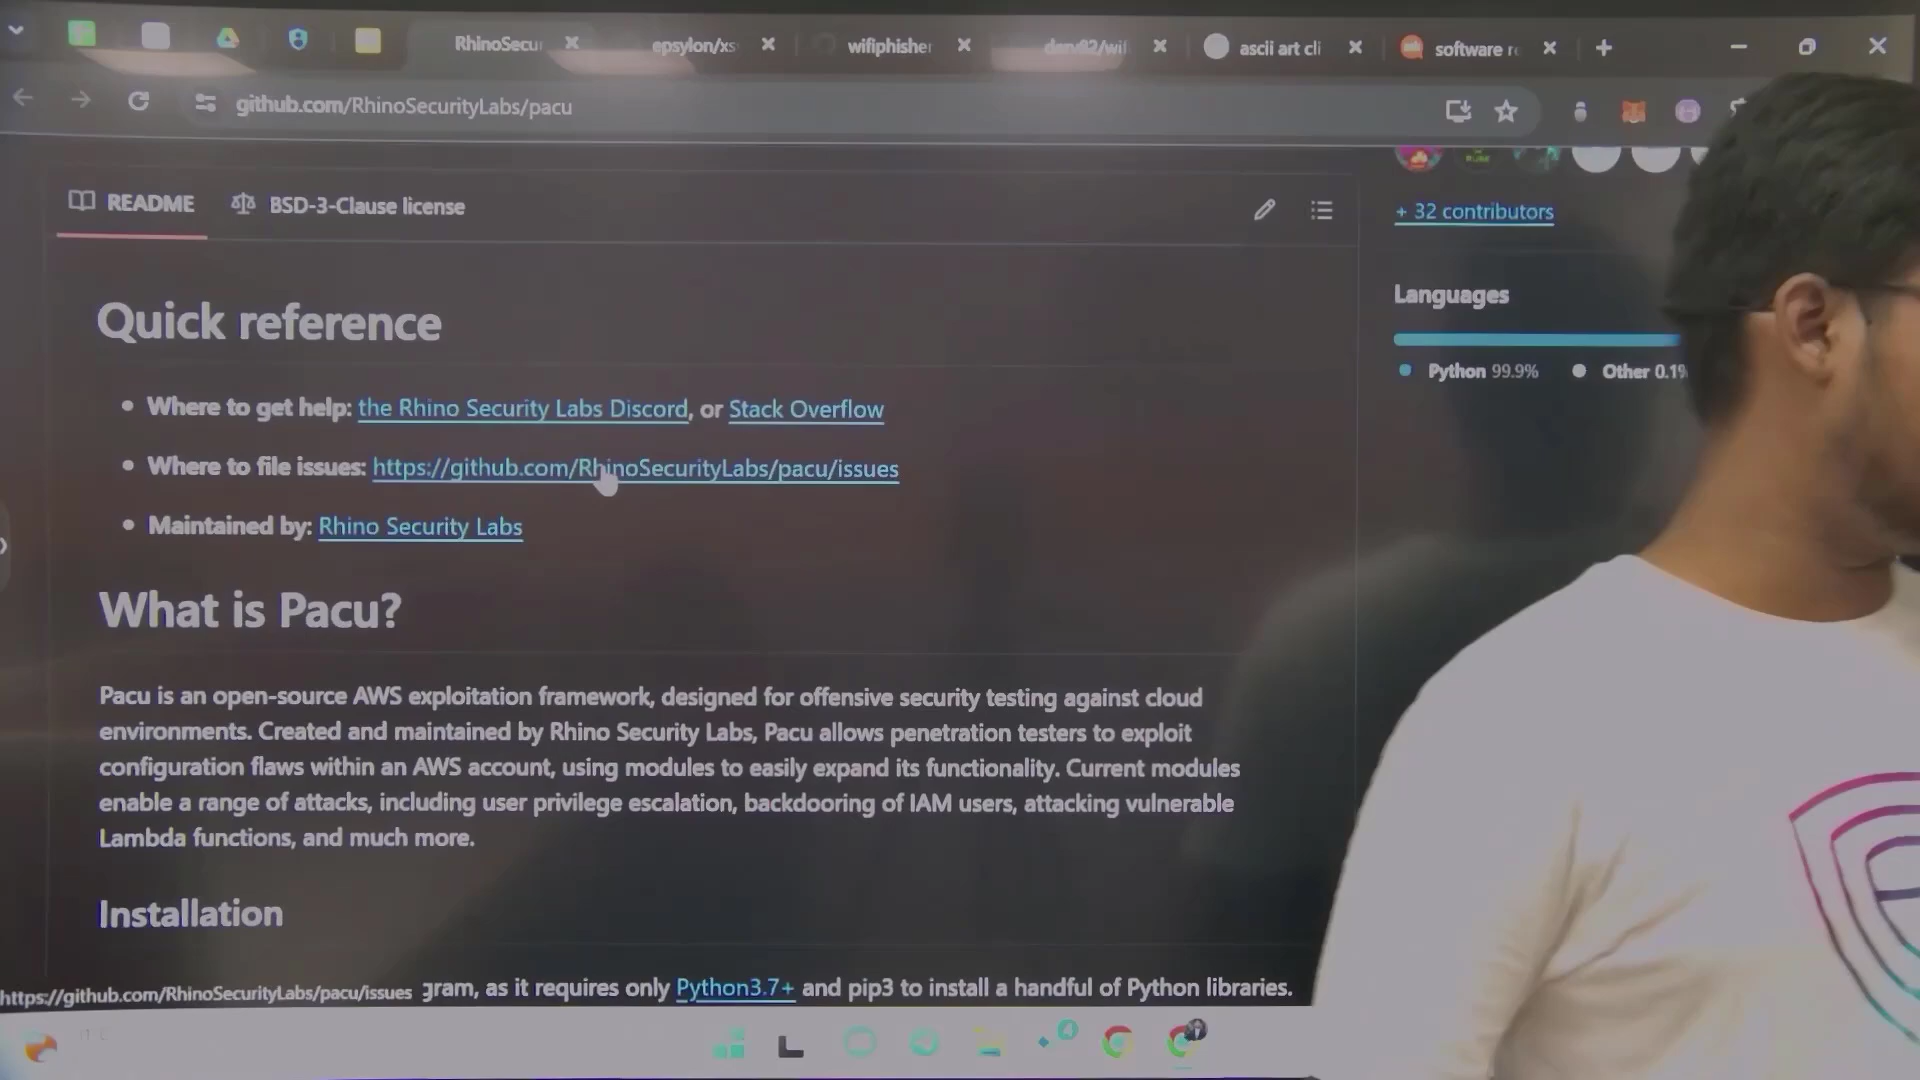 RhinoSecu
epsylon/xs
wifiphisher
ascii art cli
software r
github.com/RhinoSecurityLabs/pacu
README
BSD-3-Clause license
+ 32 contributors
Languages
Python 99.9%
Other 0.1%
Quick reference
Where to get help: the Rhino Security Labs Discord, or Stack Overflow
Where to file issues: https://github.com/RhinoSecurityLabs/pacu/issues
Maintained by: Rhino Security Labs
What is Pacu?
Pacu is an open-source AWS exploitation framework, designed for offensive security testing against cloud
environments. Created and maintained by Rhino Security Labs, Pacu allows penetration testers to exploit
configuration flaws within an AWS account, using modules to easily expand its functionality. Current modules
enable a range of attacks, including user privilege escalation, backdooring of IAM users, attacking vulnerable
Lambda functions, and much more.
Installation
https://github.com/RhinoSecurityLabs/pacu/issues
gram, as it requires only Python3.7+ and pip3 to install a handful of Python libraries.
4